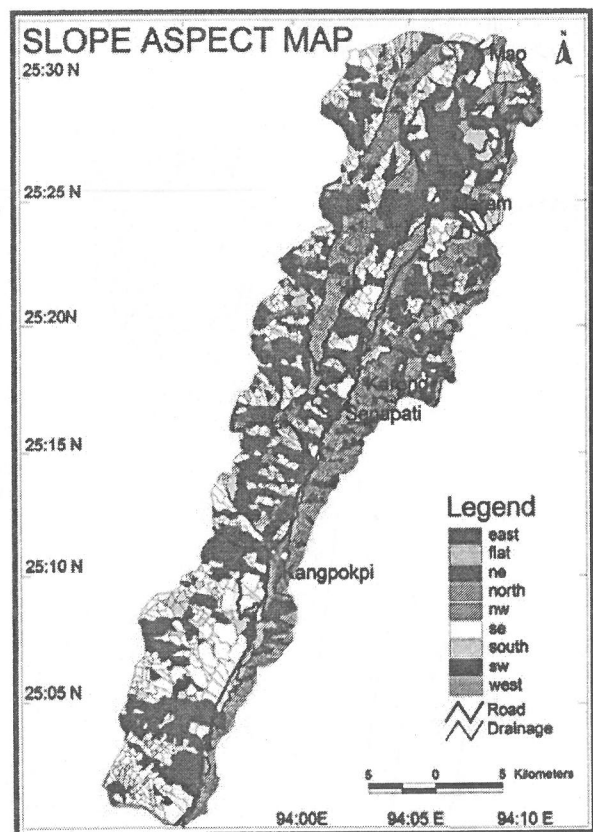 SLOPE ASPECT MAP
N
25:30 N
Mao
25:25 N
25:20N
Karong
Senapati
25:15 N
Kangpokpi
25:10 N
25:05 N
Legend
east
flat
ne
north
nw
se
south
sw
west
Road
Drainage
5 0 5 Kilometers
94:00E 94:05 E 94:10 E